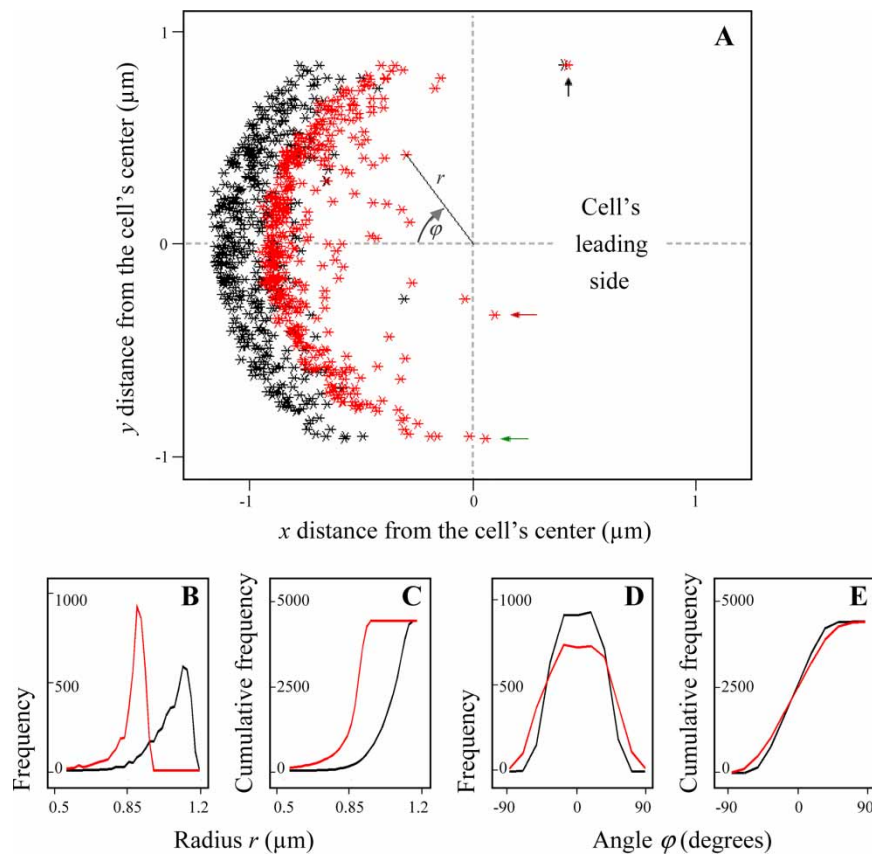 A
y distance from the cell's center (µm)
1
0
-1
r
φ
Cell's
leading
side
-1
0
1
x distance from the cell's center (µm)
B
Frequency
1000
500
0
0.5
0.85
1.2
C
Cumulative frequency
5000
2500
0
0.5
0.85
1.2
Radius r (µm)
D
Frequency
1000
500
0
-90
0
90
E
Cumulative frequency
5000
2500
0
-90
0
90
Angle φ (degrees)